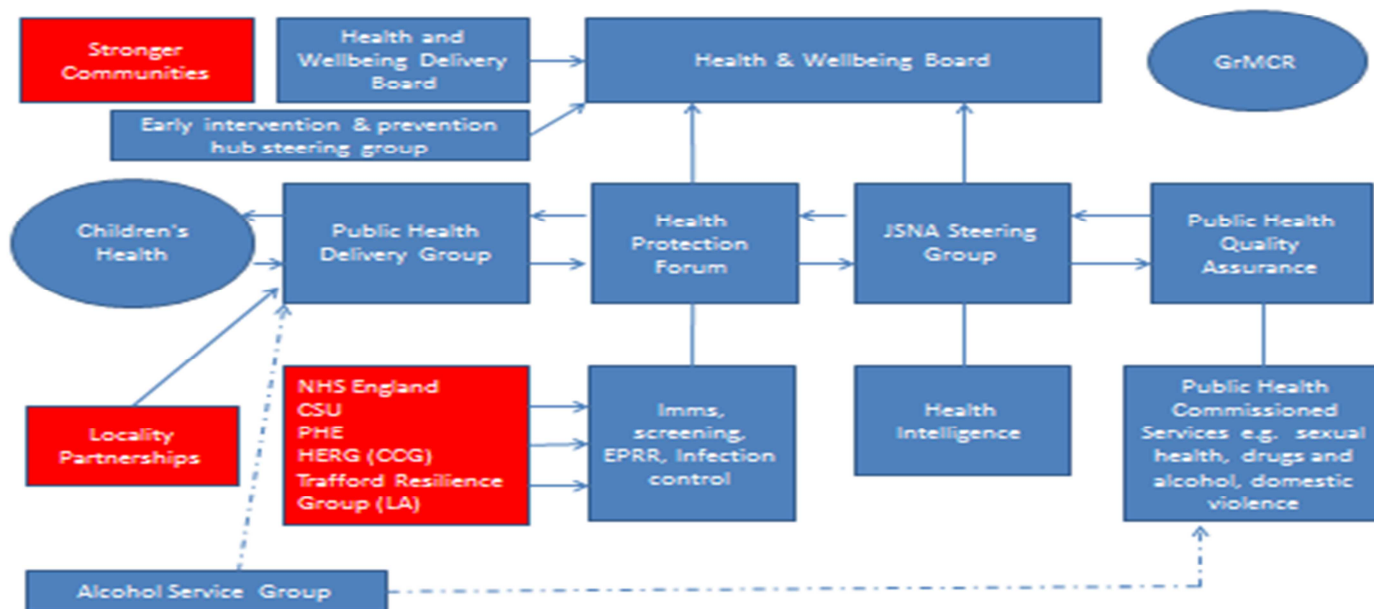 Stronger
Communities
Health and
Wellbeing Delivery
Board
Health & Wellbeing Board
GrMCR
Early intervention & prevention
hub steering group
Children's
Health
Public Health
Delivery Group
Health
Protection
Forum
JSNA Steering
Group
Public Health
Quality
Assurance
Locality
Partnerships
NHS England
CSU
PHE
HERG (CCG)
Trafford Resilience
Group (LA)
Imms,
screening,
EPRR, Infection
control
Health
Intelligence
Public Health
Commissioned
Services e.g. sexual
health, drugs and
alcohol, domestic
violence
Alcohol Service Group